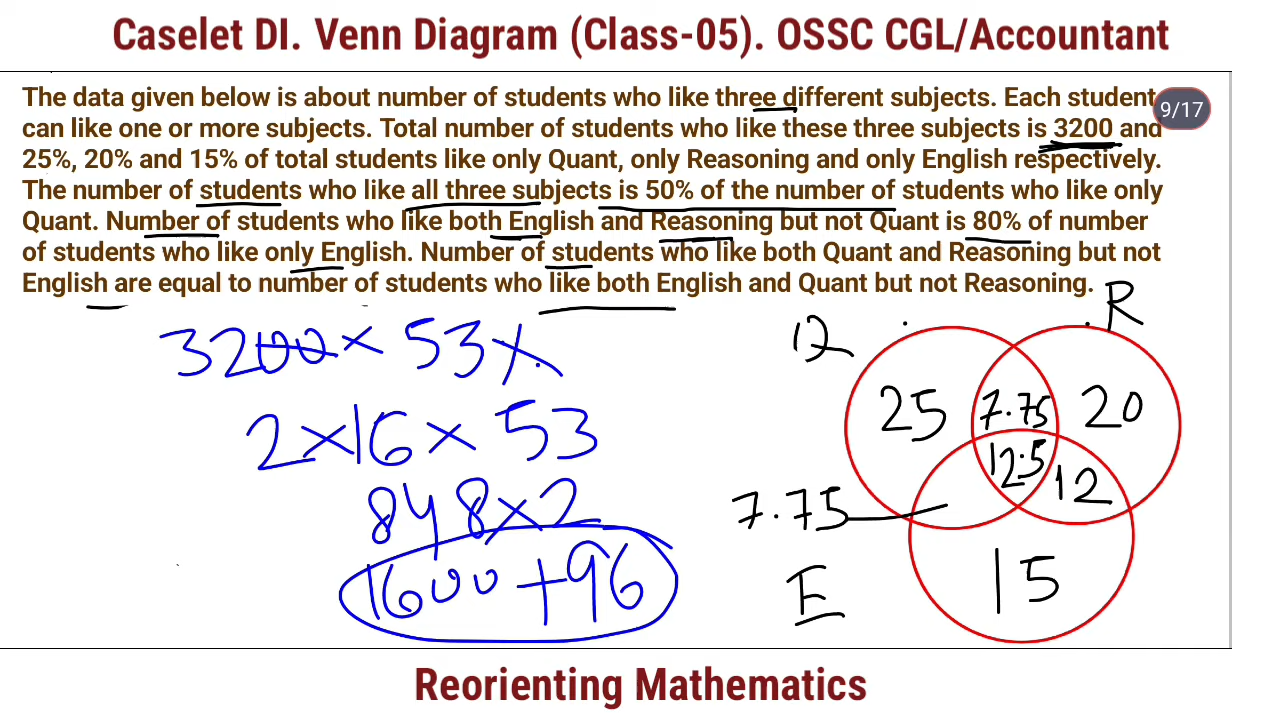 Caselet DI. Venn Diagram (Class-05). OSSC CGL/Accountant
The data given below is about number of students who like three different subjects. Each student
9/17
can like one or more subjects. Total number of students who like these three subjects is 3200 and
25%, 20% and 15% of total students like only Quant, only Reasoning and only English respectively.
The number of students who like all three subjects is 50% of the number of students who like only
Quant. Number of students who like both English and Reasoning but not Quant is 80% of number
of students who like only English. Number of students who like both Quant and Reasoning but not
English are equal to number of students who like both English and Quant but not Reasoning.
R
3200 × 53%
12
25 7.75 20
2×16× 53
12.5 12
848×2
7.75
1600+96
E
15
Reorienting Mathematics